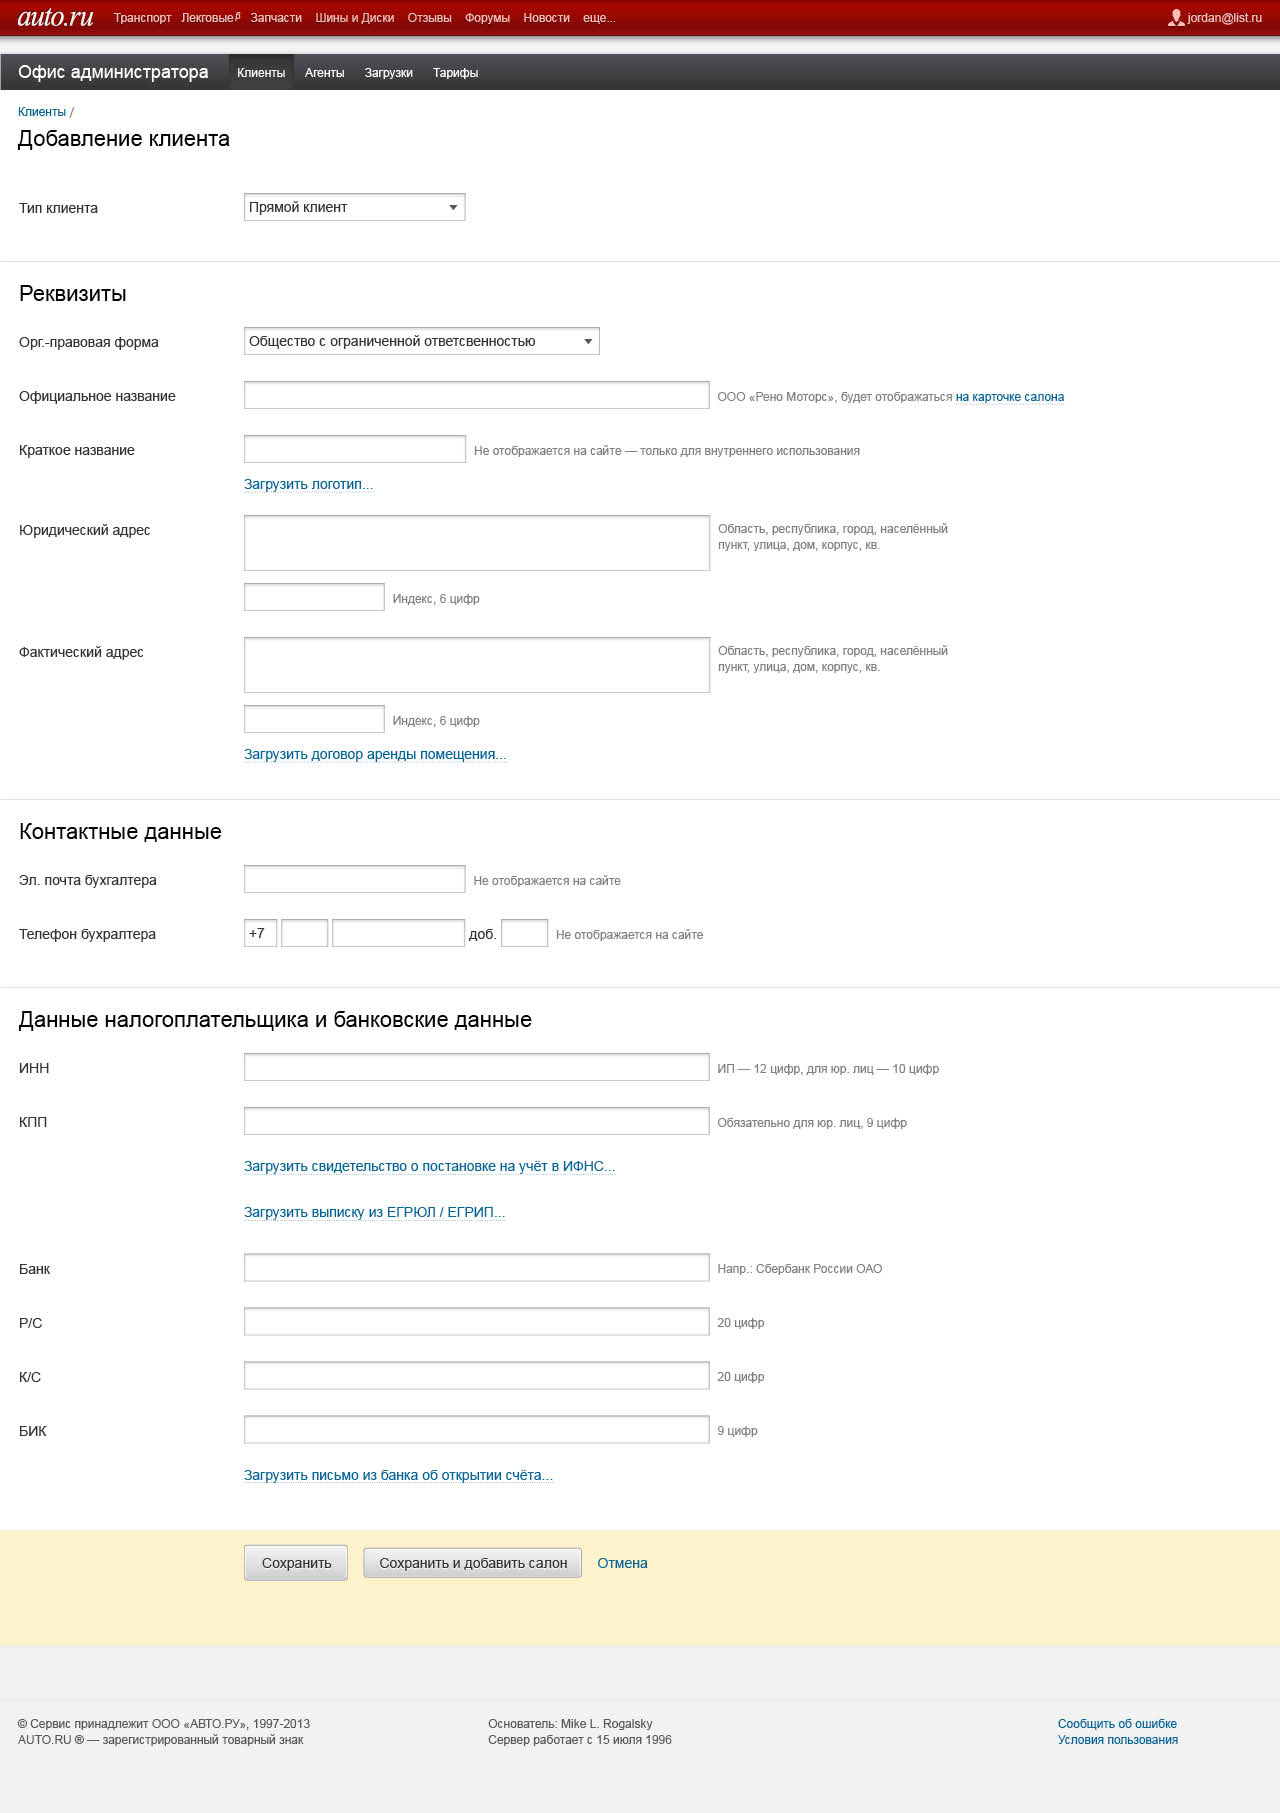 auto.ru Транспорт Легковые β Запчасти Шины и Диски Отзывы Форумы Новости еще... jordan@list.ru
Офис администратора Клиенты Агенты Загрузки Тарифы
Клиенты /
Добавление клиента
Тип клиента Прямой клиент
Реквизиты
Орг.-правовая форма Общество с ограниченной ответсвенностью
Официальное название ООО «Рено Моторс», будет отображаться на карточке салона
Краткое название Не отображается на сайте — только для внутреннего использования
Загрузить логотип...
Юридический адрес Область, республика, город, населённый
пункт, улица, дом, корпус, кв.
Индекс, 6 цифр
Фактический адрес Область, республика, город, населённый
пункт, улица, дом, корпус, кв.
Индекс, 6 цифр
Загрузить договор аренды помещения...
Контактные данные
Эл. почта бухгалтера Не отображается на сайте
Телефон бухралтера +7 доб. Не отображается на сайте
Данные налогоплательщика и банковские данные
ИНН ИП — 12 цифр, для юр. лиц — 10 цифр
КПП Обязательно для юр. лиц, 9 цифр
Загрузить свидетельство о постановке на учёт в ИФНС...
Загрузить выписку из ЕГРЮЛ / ЕГРИП...
Банк Напр.: Сбербанк России ОАО
Р/С 20 цифр
К/С 20 цифр
БИК 9 цифр
Загрузить письмо из банка об открытии счёта...
Сохранить Сохранить и добавить салон Отмена
© Сервис принадлежит ООО «АВТО.РУ», 1997-2013 Основатель: Mike L. Rogalsky Сообщить об ошибке
AUTO.RU ® — зарегистрированный товарный знак Сервер работает с 15 июля 1996 Условия пользования